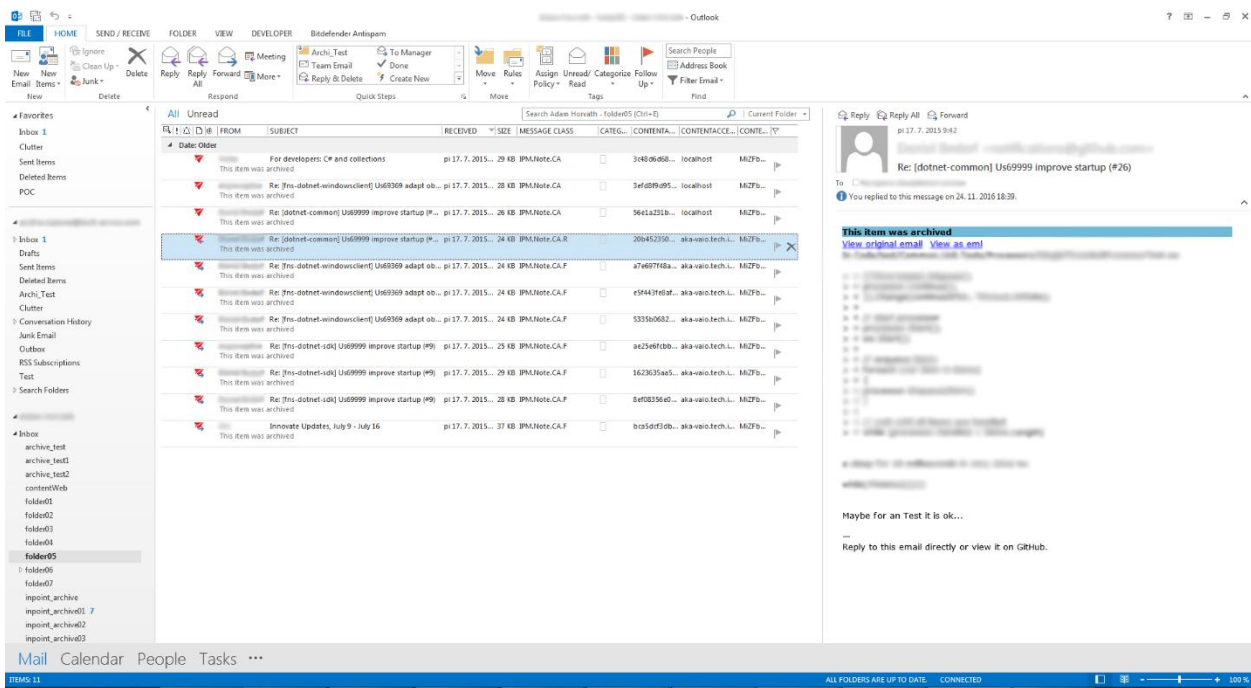 - Outlook
FILE HOME SEND / RECEIVE FOLDER VIEW DEVELOPER Bitdefender Antispam
New Email
New Items
Ignore
Clean Up
Junk
Delete
Reply
Reply All
Forward
Meeting
More
Archi_Test
Team Email
Reply & Delete
To Manager
Done
Create New
Move
Rules
Assign Policy
Unread/ Read
Categorize
Follow Up
Search People
Address Book
Filter Email
New Delete Respond Quick Steps Move Tags Find
Favorites
Inbox 1
Clutter
Sent Items
Deleted Items
POC
Inbox 1
Drafts
Sent Items
Deleted Items
Archi_Test
Clutter
Conversation History
Junk Email
Outbox
RSS Subscriptions
Test
Search Folders
Inbox
archive_test
archive_test1
archive_test2
contentWeb
folder01
folder02
folder03
folder04
folder05
folder06
folder07
inpoint_archive
inpoint_archive01 7
inpoint_archive02
inpoint_archive03
All Unread
Search Adam Horvath - folder05 (Ctrl+E) Current Folder
FROM SUBJECT RECEIVED SIZE MESSAGE CLASS CATEG... CONTENTA... CONTENTACCE... CONTE...
Date: Older
For developers: C# and collections pi 17. 7. 2015... 29 KB IPM.Note.CA 3c48d6d68... localhost MiZFb...
This item was archived
Re: [fns-dotnet-windowsclient] Us69369 adapt ob... pi 17. 7. 2015... 28 KB IPM.Note.CA 3efd8f9d95... localhost MiZFb...
This item was archived
Re: [dotnet-common] Us69999 improve startup (#... pi 17. 7. 2015... 26 KB IPM.Note.CA 56e1a231b... localhost MiZFb...
This item was archived
Re: [dotnet-common] Us69999 improve startup (#... pi 17. 7. 2015... 24 KB IPM.Note.CA.R 20b452350... aka-vaio.tech.i... MiZFb...
This item was archived
Re: [fns-dotnet-windowsclient] Us69369 adapt ob... pi 17. 7. 2015... 24 KB IPM.Note.CA.F a7e697f48a... aka-vaio.tech.i... MiZFb...
This item was archived
Re: [fns-dotnet-windowsclient] Us69369 adapt ob... pi 17. 7. 2015... 24 KB IPM.Note.CA.F e5f443fe8af... aka-vaio.tech.i... MiZFb...
This item was archived
Re: [fns-dotnet-windowsclient] Us69369 adapt ob... pi 17. 7. 2015... 24 KB IPM.Note.CA.F 5335b0682... aka-vaio.tech.i... MiZFb...
This item was archived
Re: [fns-dotnet-sdk] Us69999 improve startup (#9) pi 17. 7. 2015... 25 KB IPM.Note.CA.F ae25e6fcbb... aka-vaio.tech.i... MiZFb...
This item was archived
Re: [fns-dotnet-sdk] Us69999 improve startup (#9) pi 17. 7. 2015... 24 KB IPM.Note.CA.F 1623635aa5... aka-vaio.tech.i... MiZFb...
This item was archived
Re: [fns-dotnet-sdk] Us69999 improve startup (#9) pi 17. 7. 2015... 28 KB IPM.Note.CA.F 8ef08356e0... aka-vaio.tech.i... MiZFb...
This item was archived
Innovate Updates, July 9 - July 16 pi 17. 7. 2015... 37 KB IPM.Note.CA.F bca5dcf3db... aka-vaio.tech.i... MiZFb...
This item was archived
Reply Reply All Forward
pi 17. 7. 2015 9:42
Re: [dotnet-common] Us69999 improve startup (#26)
To
You replied to this message on 24. 11. 2016 18:39.
This item was archived
View original email View as eml
Maybe for an Test it is ok...
—
Reply to this email directly or view it on GitHub.
Mail Calendar People Tasks •••
ITEMS: 11 ALL FOLDERS ARE UP TO DATE. CONNECTED 100 %